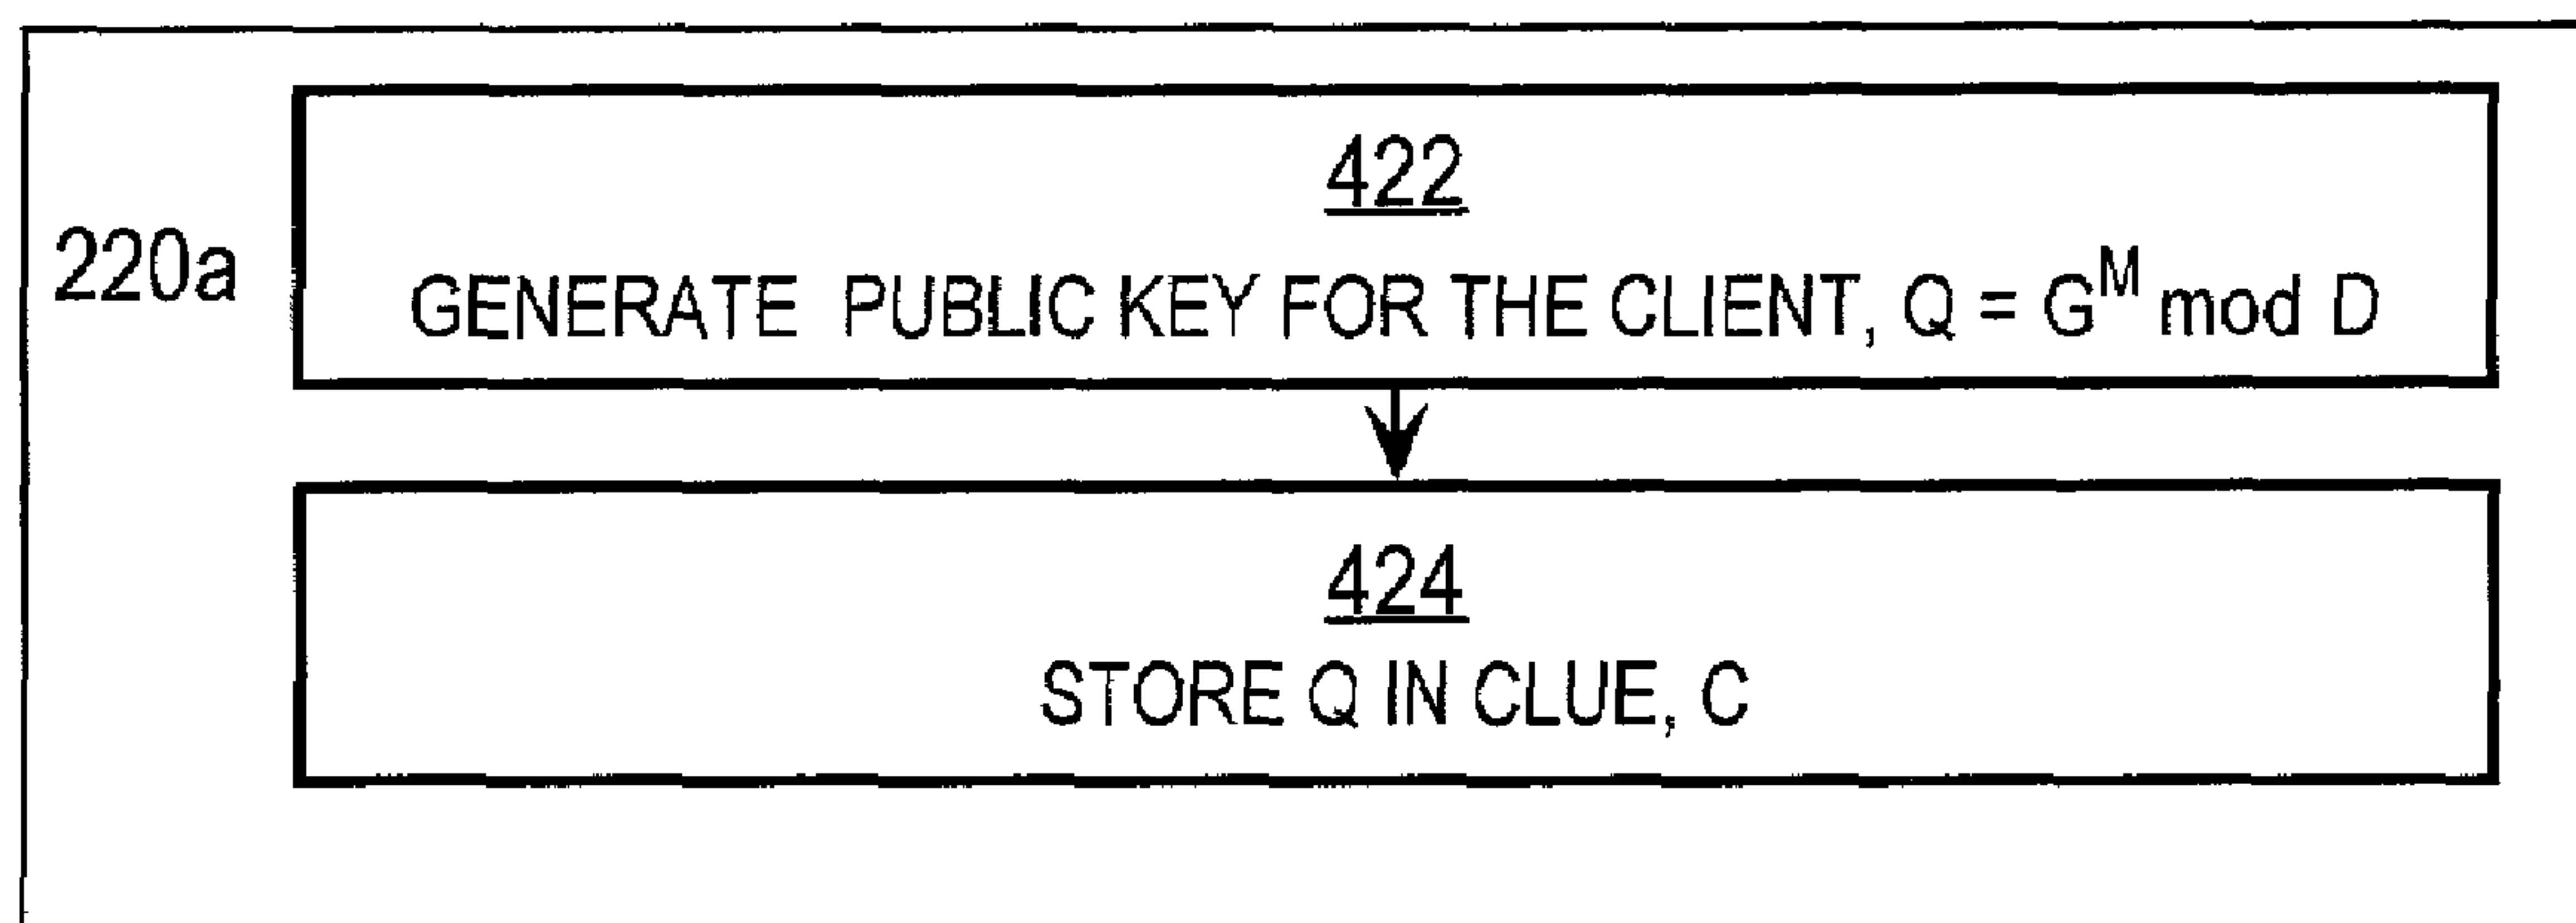 422
220a
GENERATE PUBLIC KEY FOR THE CLIENT, Q = G^M mod D
424
STORE Q IN CLUE, C